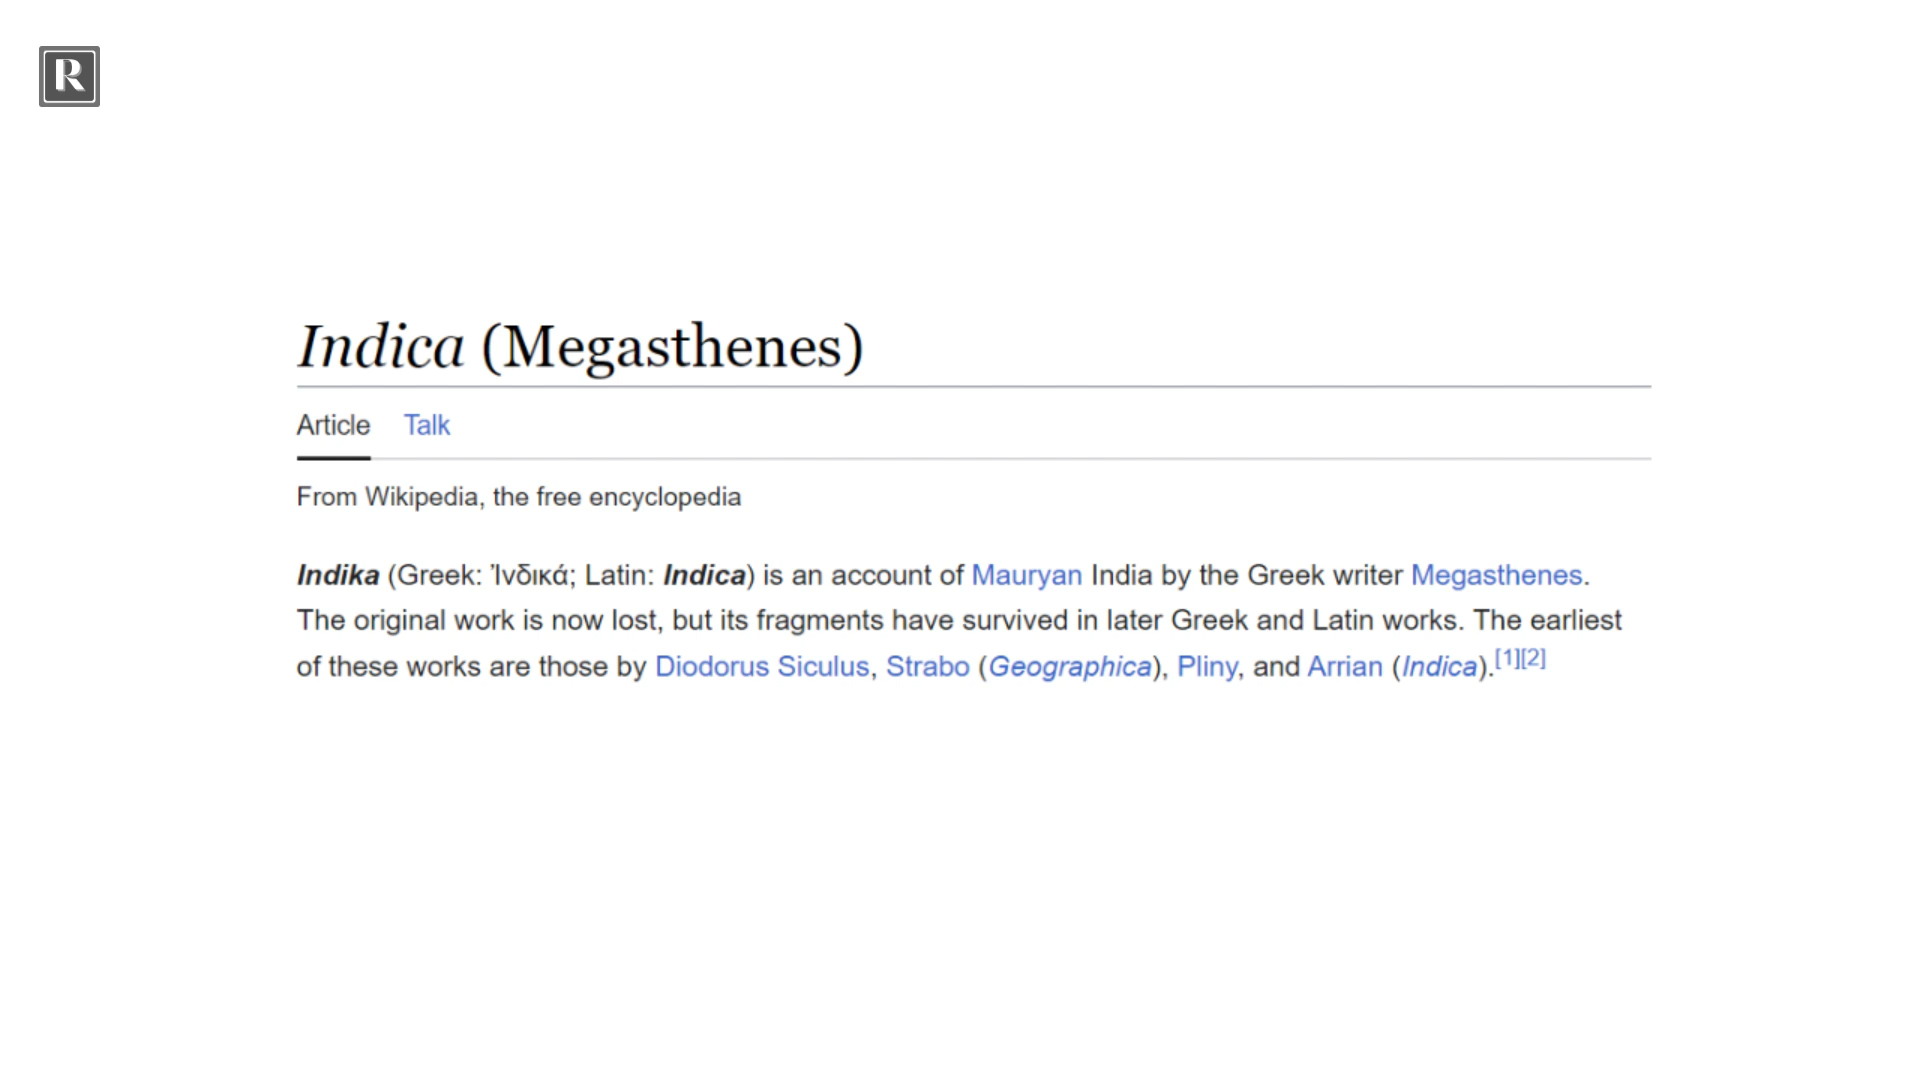 R
Indica (Megasthenes)
Article Talk
From Wikipedia, the free encyclopedia
Indika (Greek: Ἰνδικά; Latin: Indica) is an account of Mauryan India by the Greek writer Megasthenes.
The original work is now lost, but its fragments have survived in later Greek and Latin works. The earliest
of these works are those by Diodorus Siculus, Strabo (Geographica), Pliny, and Arrian (Indica).[1][2]